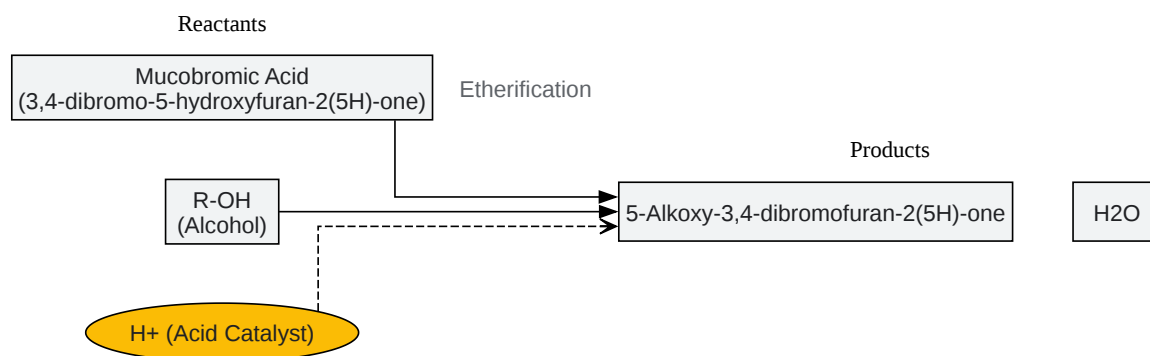 Reactants
Mucobromic Acid
(3,4-dibromo-5-hydroxyfuran-2(5H)-one)
Etherification
Products
R-OH
(Alcohol)
5-Alkoxy-3,4-dibromofuran-2(5H)-one
H2O
H+ (Acid Catalyst)